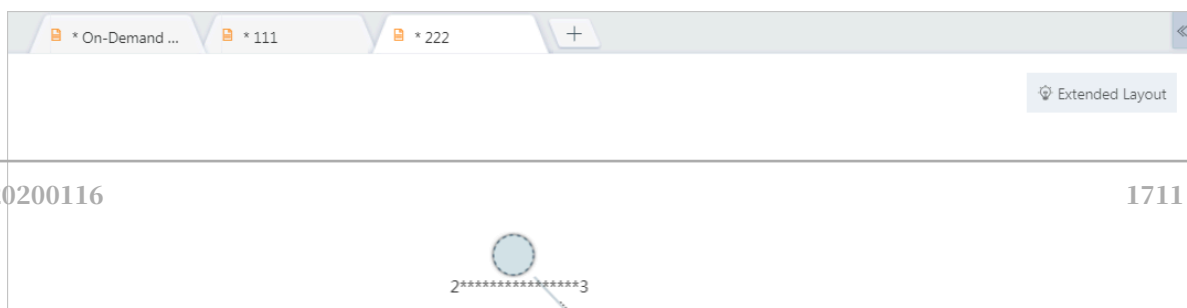 * On-Demand ... * 111 * 222
Extended Layout
0200116 1711
2****************3